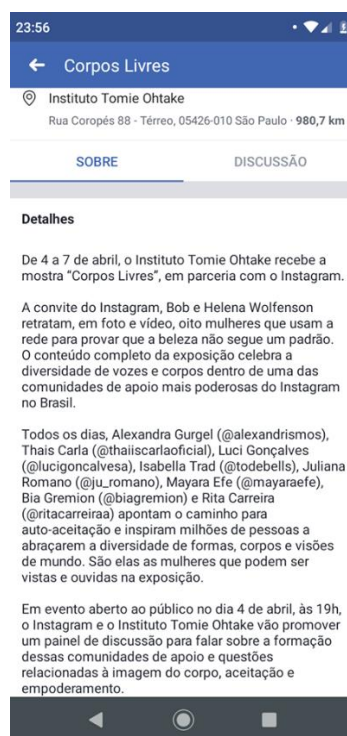 23:56
Corpos Livres
Instituto Tomie Ohtake
Rua Coropés 88 - Térreo, 05426-010 São Paulo · 980,7 km
SOBRE DISCUSSÃO
Detalhes
De 4 a 7 de abril, o Instituto Tomie Ohtake recebe a
mostra “Corpos Livres”, em parceria com o Instagram.
A convite do Instagram, Bob e Helena Wolfenson
retratam, em foto e vídeo, oito mulheres que usam a
rede para provar que a beleza não segue um padrão.
O conteúdo completo da exposição celebra a
diversidade de vozes e corpos dentro de uma das
comunidades de apoio mais poderosas do Instagram
no Brasil.
Todos os dias, Alexandra Gurgel (@alexandrismos),
Thais Carla (@thaiiscarlaoficial), Luci Gonçalves
(@lucigoncalvesa), Isabella Trad (@todebells), Juliana
Romano (@ju_romano), Mayara Efe (@mayaraefe),
Bia Gremion (@biagremion) e Rita Carreira
(@ritacarreiraa) apontam o caminho para
auto-aceitação e inspiram milhões de pessoas a
abraçarem a diversidade de formas, corpos e visões
de mundo. São elas as mulheres que podem ser
vistas e ouvidas na exposição.
Em evento aberto ao público no dia 4 de abril, às 19h,
o Instagram e o Instituto Tomie Ohtake vão promover
um painel de discussão para falar sobre a formação
dessas comunidades de apoio e questões
relacionadas à imagem do corpo, aceitação e
empoderamento.